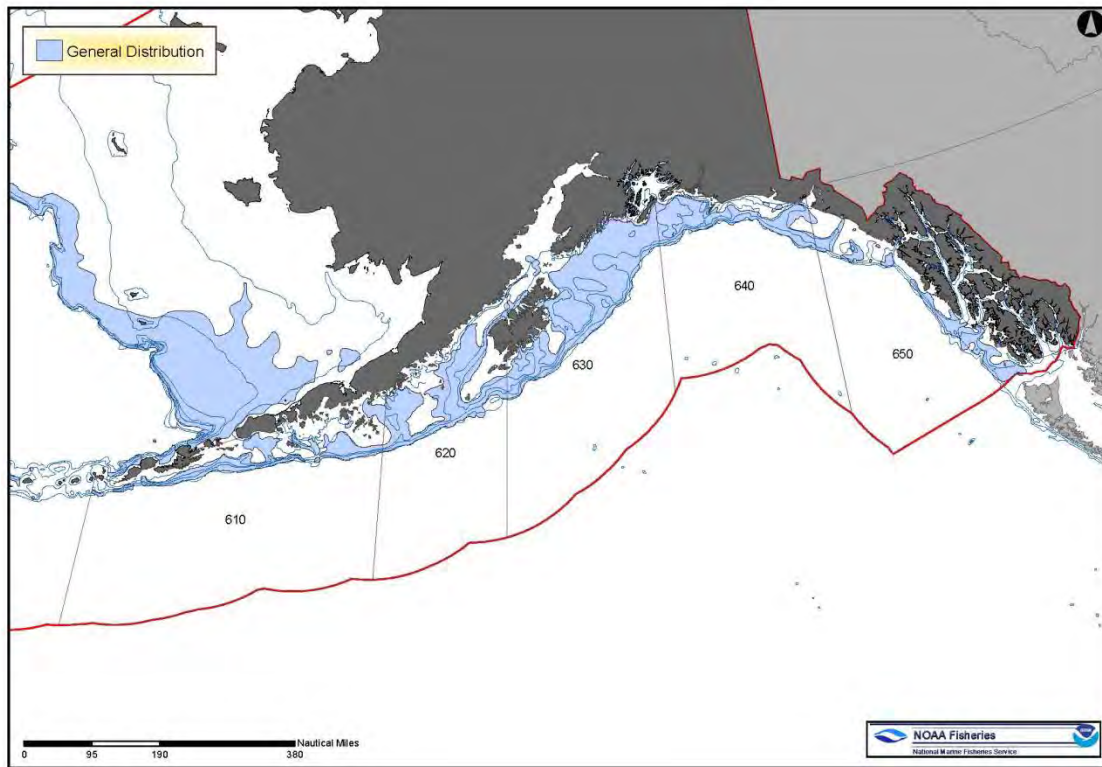 General Distribution
640
650
630
620
610
Nautical Miles
0 95 190 380
NOAA Fisheries
National Marine Fisheries Service